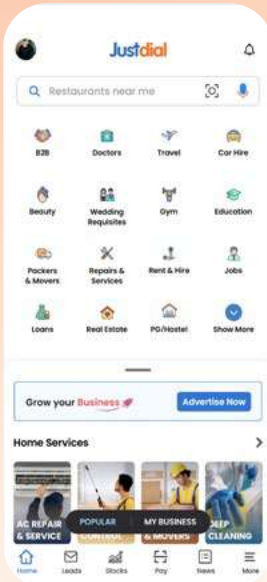 Justdial
Restaurants near me
B2B
Doctors
Travel
Car Hire
Beauty
Wedding
Requisites
Gym
Education
Packers
& Movers
Repairs &
Services
Rent & Hire
Jobs
Loans
Real Estate
PG/Hostel
Show More
Grow your Business
Advertise Now
Home Services
AC REPAIR
& SERVICE
CONTROL
& MOVERS
DEEP
CLEANING
POPULAR
MY BUSINESS
Home
Leads
Stocks
Pay
News
More